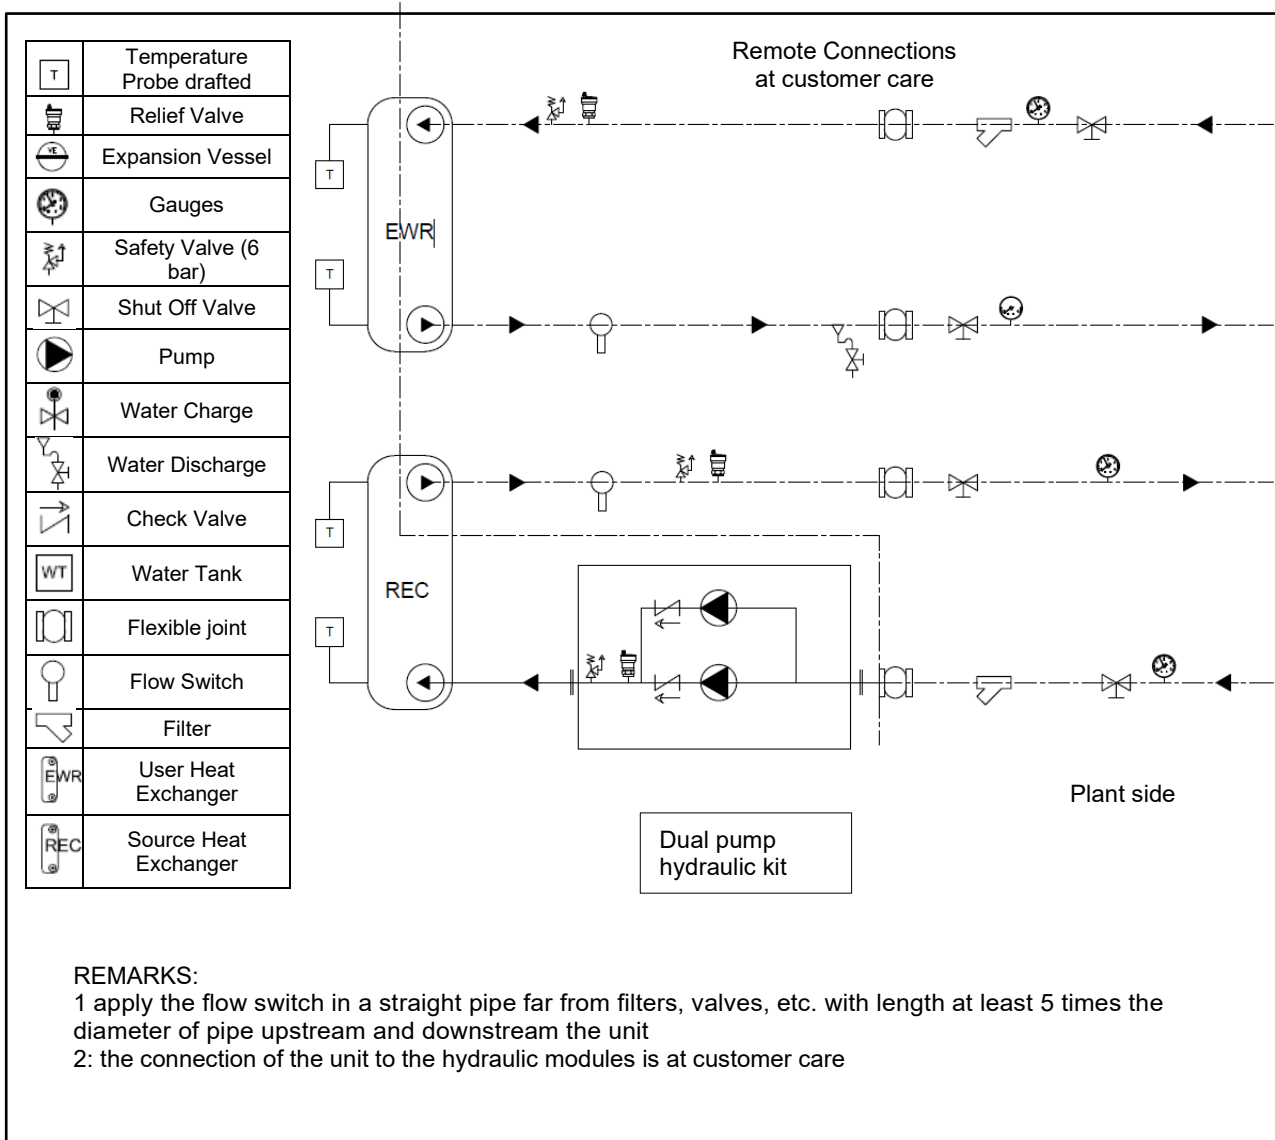 Remote Connections
at customer care
T
Temperature
Probe drafted
Relief Valve
VE
Expansion Vessel
Gauges
Safety Valve (6
bar)
Shut Off Valve
Pump
Water Charge
Water Discharge
Check Valve
WT
Water Tank
Flexible joint
Flow Switch
Filter
EWR
User Heat
Exchanger
REC
Source Heat
Exchanger
T
EWR
T
T
REC
T
Plant side
Dual pump
hydraulic kit
REMARKS:
1 apply the flow switch in a straight pipe far from filters, valves, etc. with length at least 5 times the
diameter of pipe upstream and downstream the unit
2: the connection of the unit to the hydraulic modules is at customer care